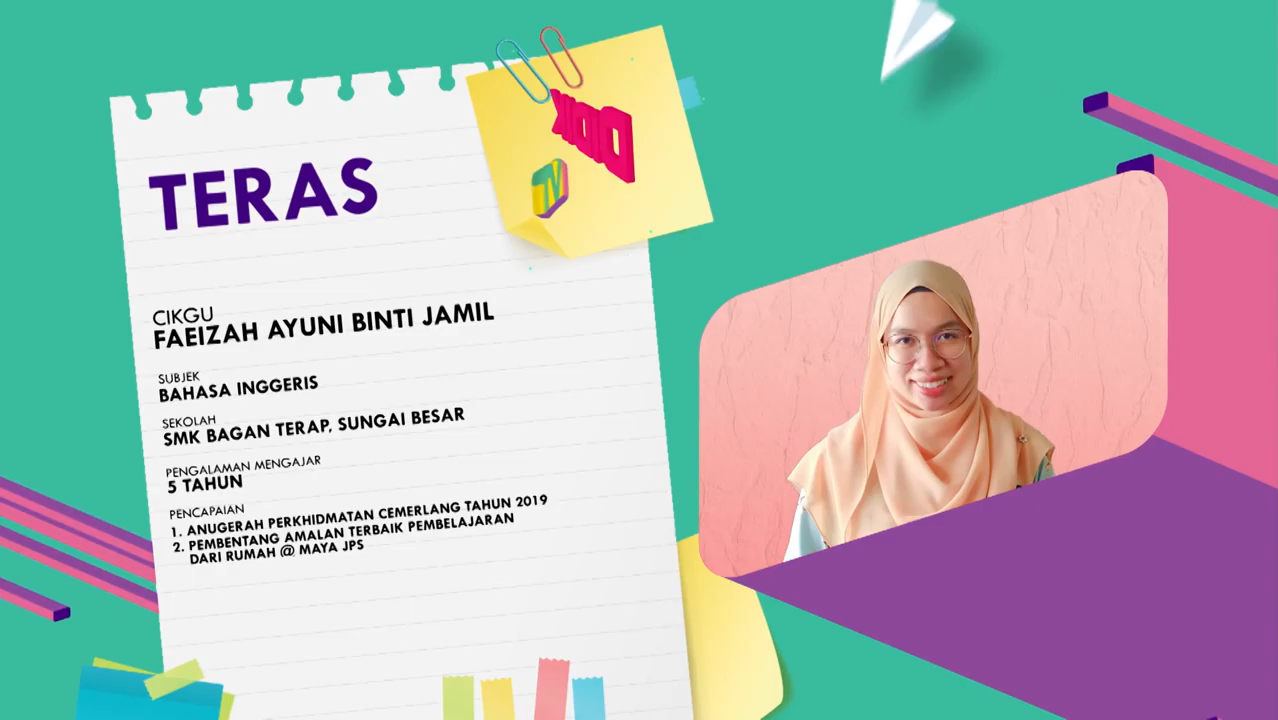 TERAS
CIKGU
FAEIZAH AYUNI BINTI JAMIL
SUBJEK
BAHASA INGGERIS
SEKOLAH
SMK BAGAN TERAP, SUNGAI BESAR
PENGALAMAN MENGAJAR
5 TAHUN
PENCAPAIAN
1. ANUGERAH PERKHIDMATAN CEMERLANG TAHUN 2019
2. PEMBENTANG AMALAN TERBAIK PEMBELAJARAN
DARI RUMAH @ MAYA JPS
TV